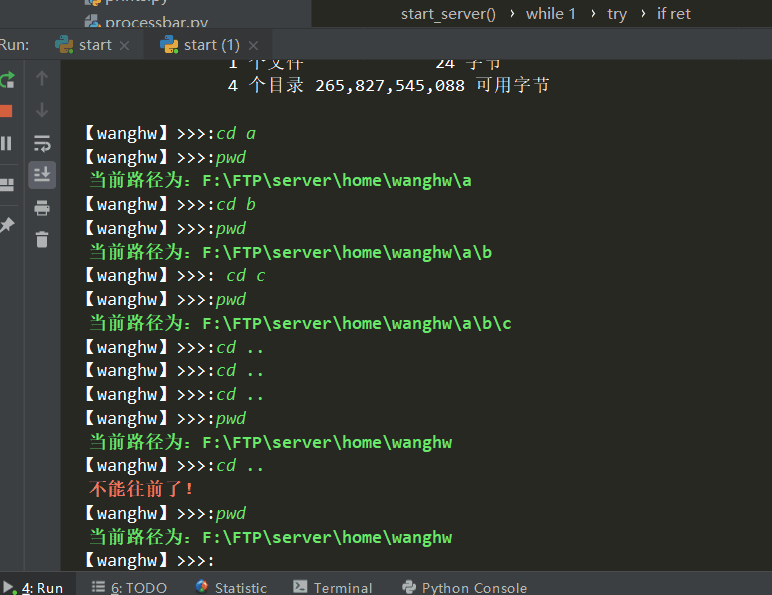 processbar.py
start_server() › while 1 › try › if ret
Run: start × start (1) ×
1 个文件 24 字节
4 个目录 265,827,545,088 可用字节
【wanghw】>>>:cd a
【wanghw】>>>:pwd
当前路径为: F:\FTP\server\home\wanghw\a
【wanghw】>>>:cd b
【wanghw】>>>:pwd
当前路径为: F:\FTP\server\home\wanghw\a\b
【wanghw】>>>: cd c
【wanghw】>>>:pwd
当前路径为: F:\FTP\server\home\wanghw\a\b\c
【wanghw】>>>:cd ..
【wanghw】>>>:cd ..
【wanghw】>>>:cd ..
【wanghw】>>>:pwd
当前路径为: F:\FTP\server\home\wanghw
【wanghw】>>>:cd ..
不能往前了!
【wanghw】>>>:pwd
当前路径为: F:\FTP\server\home\wanghw
【wanghw】>>>:
4: Run 6: TODO Statistic Terminal Python Console